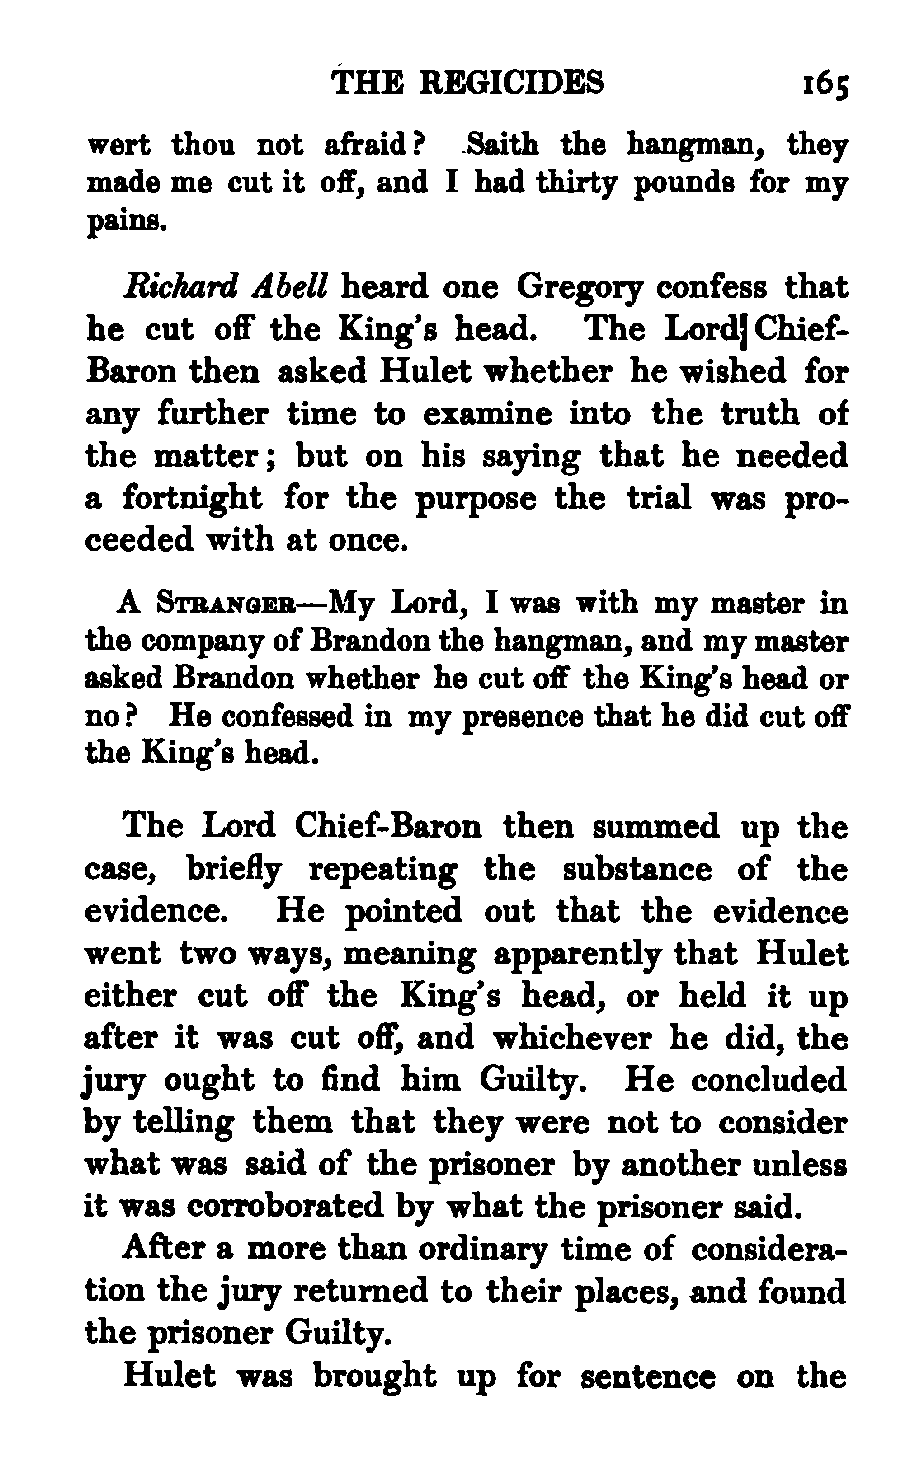 THE REGICIDES 165
wert thou not afraid? Saith the hangman, they
made me cut it off, and I had thirty pounds for my
pains.
Richard Abell heard one Gregory confess that
he cut off the King's head. The Lord Chief-
Baron then asked Hulet whether he wished for
any further time to examine into the truth of
the matter; but on his saying that he needed
a fortnight for the purpose the trial was pro-
ceeded with at once.
A STRANGER—My Lord, I was with my master in
the company of Brandon the hangman, and my master
asked Brandon whether he cut off the King's head or
no? He confessed in my presence that he did cut off
the King's head.
The Lord Chief-Baron then summed up the
case, briefly repeating the substance of the
evidence. He pointed out that the evidence
went two ways, meaning apparently that Hulet
either cut off the King's head, or held it up
after it was cut off, and whichever he did, the
jury ought to find him Guilty. He concluded
by telling them that they were not to consider
what was said of the prisoner by another unless
it was corroborated by what the prisoner said.
After a more than ordinary time of considera-
tion the jury returned to their places, and found
the prisoner Guilty.
Hulet was brought up for sentence on the